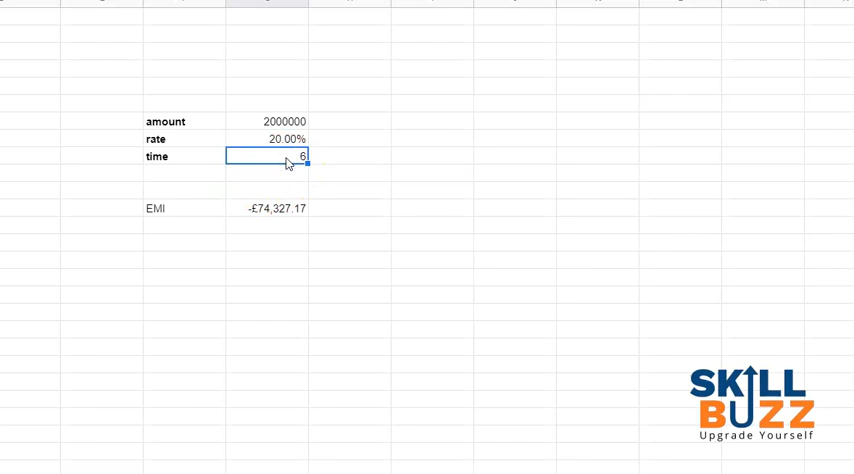 amount 2000000
rate 20.00%
time 6
EMI -£74,327.17
SKILL
BUZZ
Upgrade Yourself